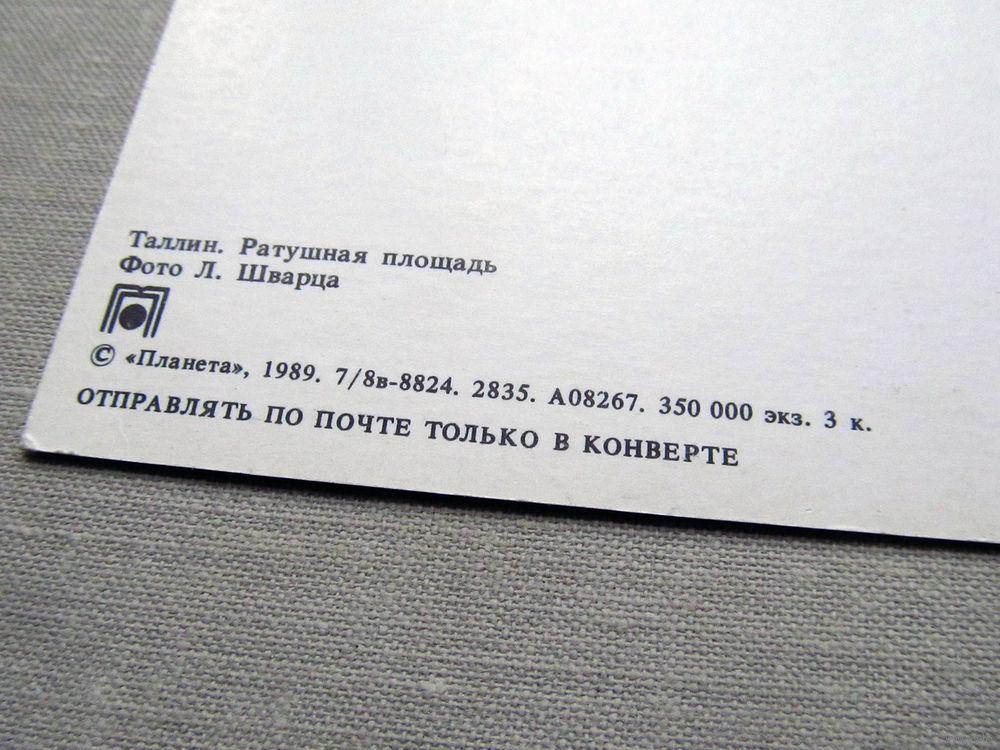 Таллин. Ратушная площадь
Фото Л. Шварца
© «Планета», 1989. 7/8в-8824. 2835. А08267. 350 000 экз. 3 к.
ОТПРАВЛЯТЬ ПО ПОЧТЕ ТОЛЬКО В КОНВЕРТЕ